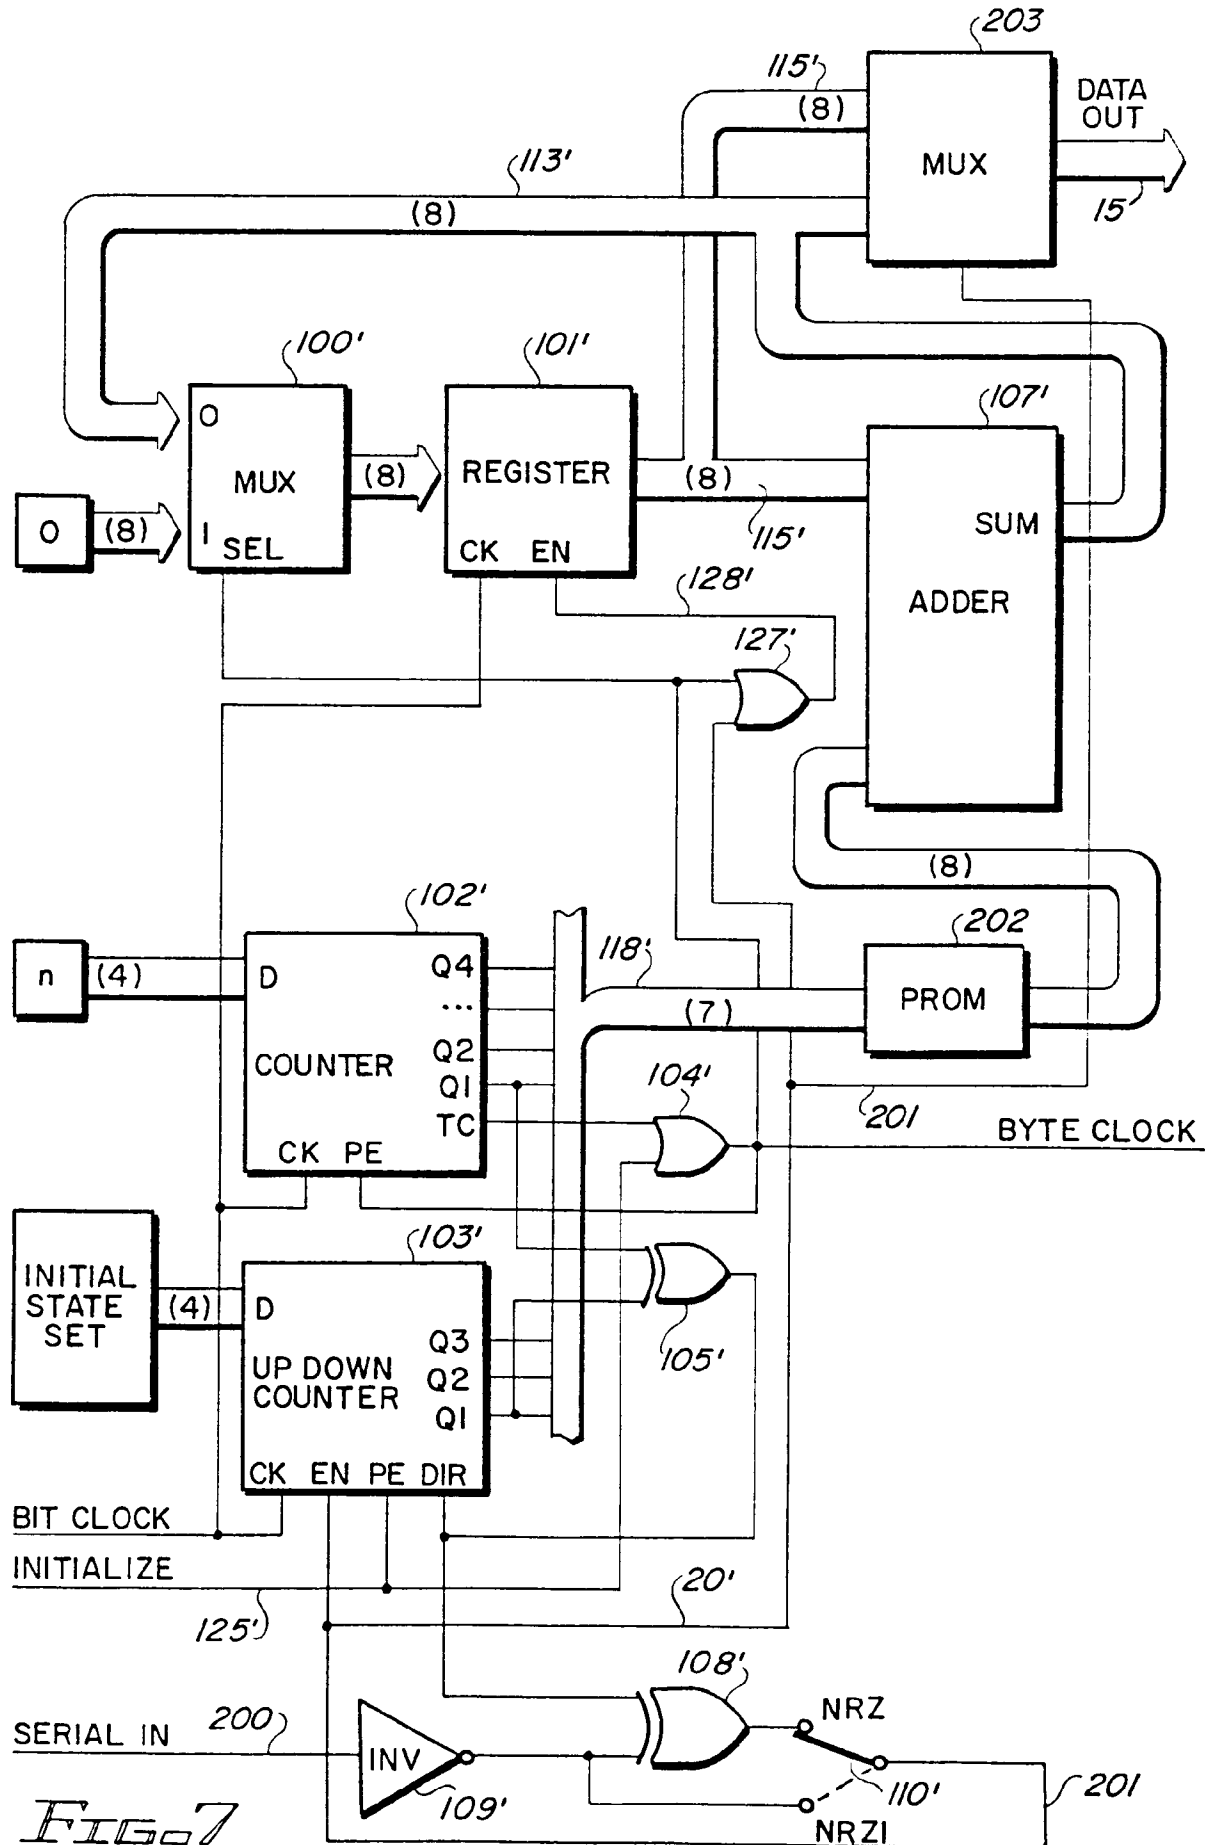 203
115'
(8)
DATA
OUT
MUX
113'
(8)
15
100'
101'
107'
0
MUX
(8)
REGISTER
(8)
SUM
0
(8)
1
SEL
115'
CK EN
ADDER
128'
127'
(8)
102'
202
n
(4)
D
Q4
118'
...
(7)
PROM
Q2
COUNTER
Q1
104'
TC
201
BYTE CLOCK
CK PE
103'
INITIAL
STATE
SET
(4)
D
Q3
105'
UP DOWN
COUNTER
Q2
Q1
CK EN PE DIR
BIT CLOCK
INITIALIZE
20'
125'
108'
SERIAL IN
200
NRZ
INV
110'
201
109'
NRZI
FIG. 7